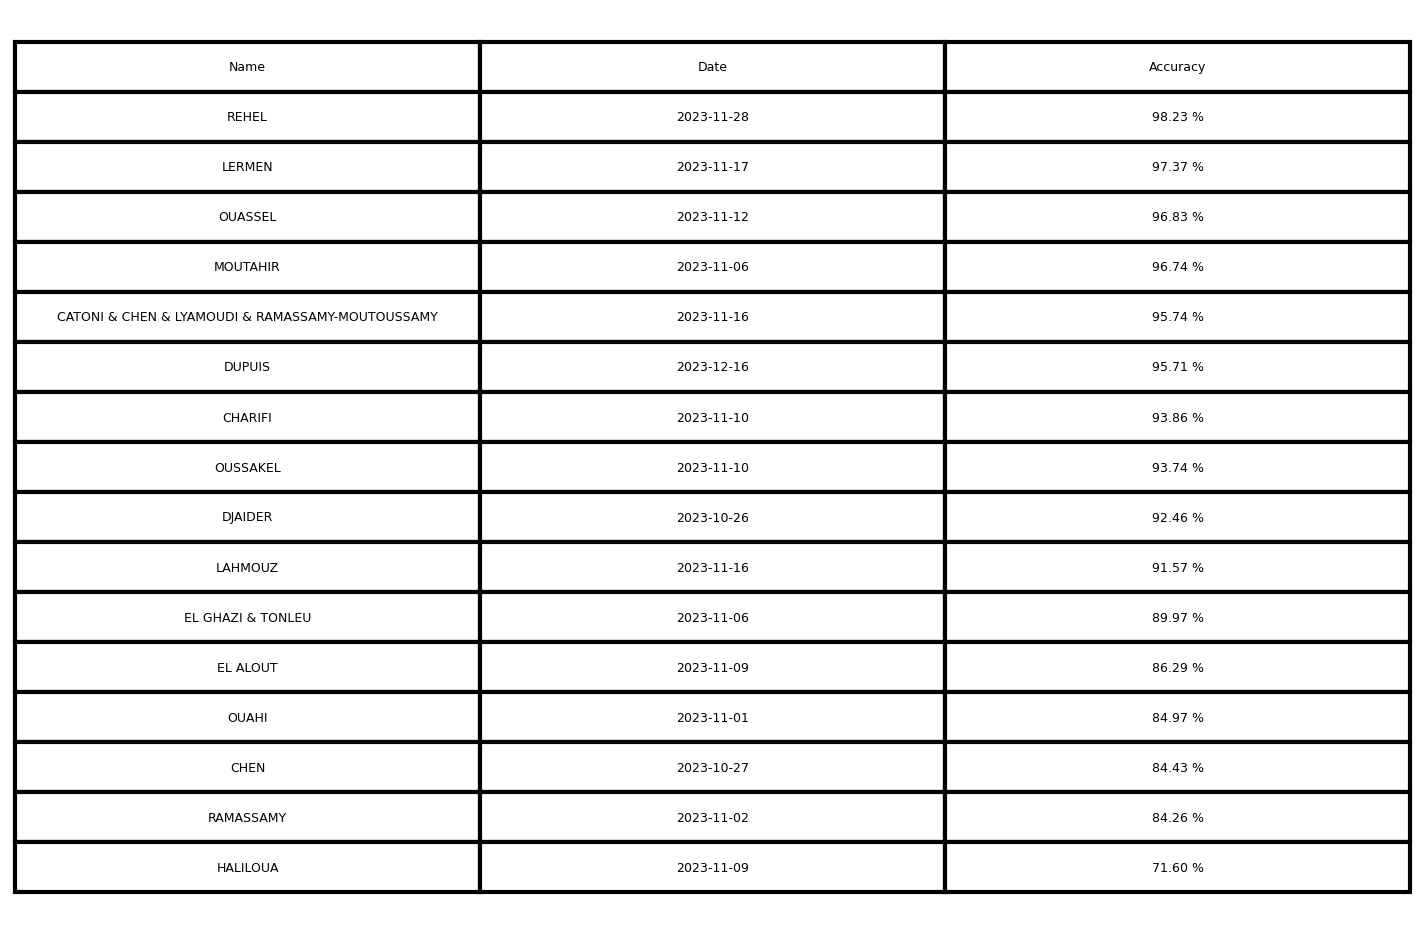 Name Date Accuracy
REHEL 2023-11-28 98.23 %
LERMEN 2023-11-17 97.37 %
OUASSEL 2023-11-12 96.83 %
MOUTAHIR 2023-11-06 96.74 %
CATONI & CHEN & LYAMOUDI & RAMASSAMY-MOUTOUSSAMY 2023-11-16 95.74 %
DUPUIS 2023-12-16 95.71 %
CHARIFI 2023-11-10 93.86 %
OUSSAKEL 2023-11-10 93.74 %
DJAIDER 2023-10-26 92.46 %
LAHMOUZ 2023-11-16 91.57 %
EL GHAZI & TONLEU 2023-11-06 89.97 %
EL ALOUT 2023-11-09 86.29 %
OUAHI 2023-11-01 84.97 %
CHEN 2023-10-27 84.43 %
RAMASSAMY 2023-11-02 84.26 %
HALILOUA 2023-11-09 71.60 %